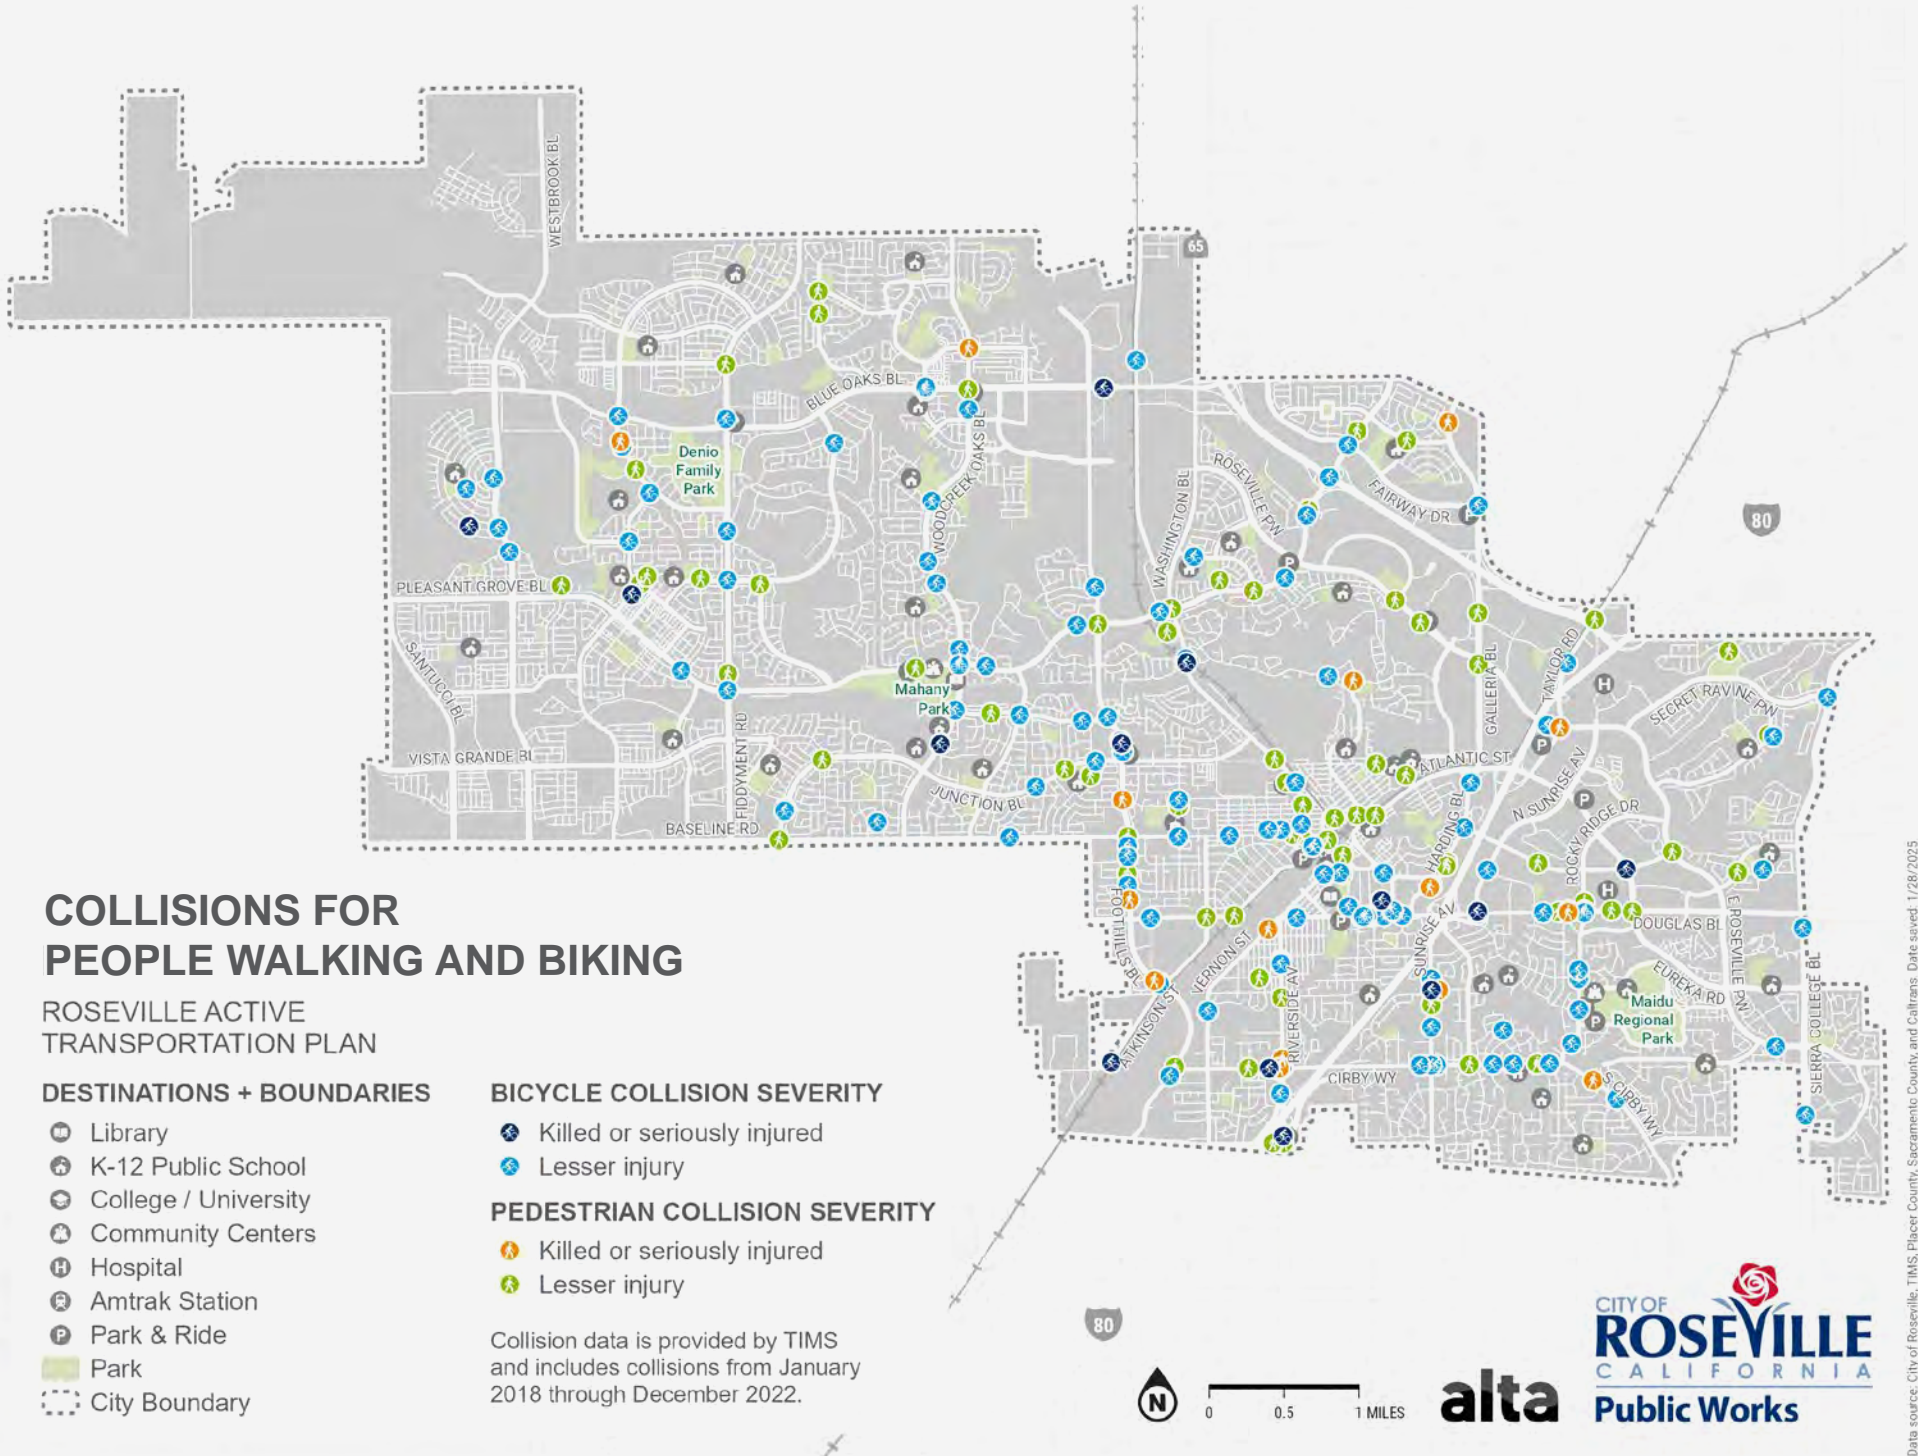 WESTBROOK BL
65
BLUE OAKS BL
Denio
Family
Park
WOODCREEK OAKS BL
WASHINGTON BL
ROSEVILLE PW
FAIRWAY DR
P
80
PLEASANT GROVE BL
SANTUCCI BL
Mahany
Park
GALLERIA BL
TAYLOR RD
H
SECRET RAVINE PW
VISTA GRANDE BL
FIDDYMENT RD
JUNCTION BL
BASELINE RD
ATLANTIC ST
HARDING BL
N SUNRISE AV
ROCKY RIDGE DR
FOOTHILLS BL
VERNON ST
SUNRISE AV
DOUGLAS BL
E ROSEVILLE PW
EUREKA RD
Maidu
Regional
Park
SIERRA COLLEGE BL
ATKINSON ST
RIVERSIDE AV
CIRBY WY
S CIRBY WY
COLLISIONS FOR
PEOPLE WALKING AND BIKING
ROSEVILLE ACTIVE
TRANSPORTATION PLAN
DESTINATIONS + BOUNDARIES
Library
K-12 Public School
College / University
Community Centers
H Hospital
Amtrak Station
P Park & Ride
Park
City Boundary
BICYCLE COLLISION SEVERITY
Killed or seriously injured
Lesser injury
PEDESTRIAN COLLISION SEVERITY
Killed or seriously injured
Lesser injury
Collision data is provided by TIMS
and includes collisions from January
2018 through December 2022.
80
N
0 0.5 1 MILES
alta
CITY OF
ROSEVILLE
CALIFORNIA
Public Works
Data source: City of Roseville, TIMS, Placer County, Sacramento County, and Caltrans. Date saved: 1/28/2025